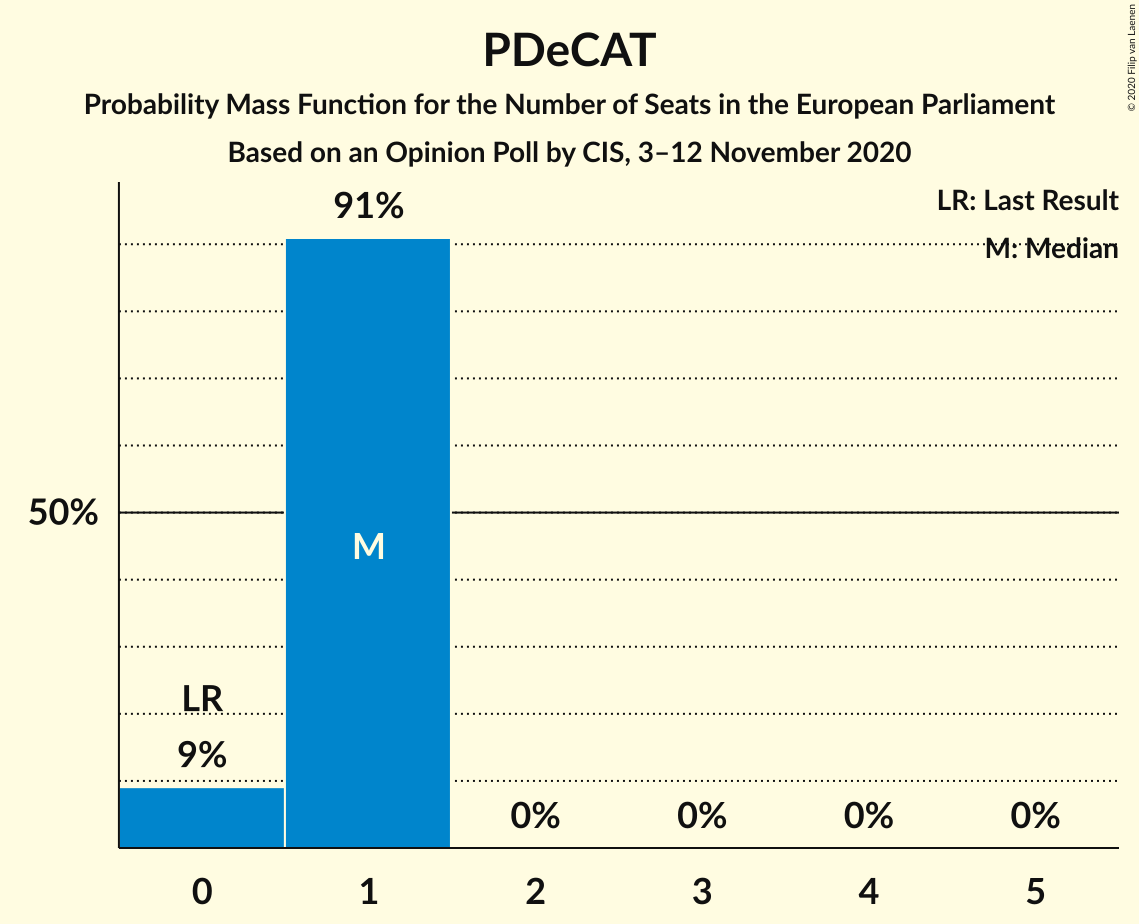 PDeCAT
Probability Mass Function for the Number of Seats in the European Parliament
Based on an Opinion Poll by CIS, 3–12 November 2020
© 2020 Filip van Laenen
LR: Last Result
M: Median
91%
50%
M
LR
9%
0% 0% 0% 0%
0 1 2 3 4 5